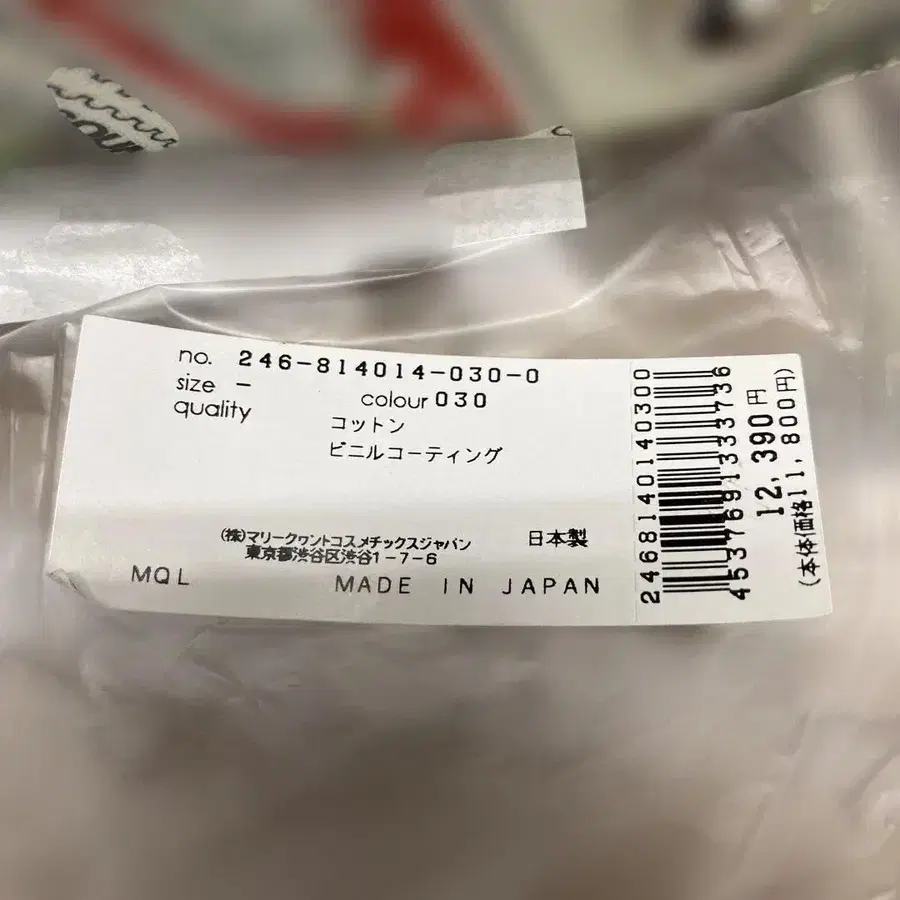 no. 246-814014-030-0
size -
colour 030
quality
コットン
ビニルコーティング
(株)マリークヮントコスメチックスジャパン
東京都渋谷区渋谷1-7-6
日本製
MQL
MADE IN JAPAN
2468140140300
4537691333736
12,390円
(本体価格11,800円)